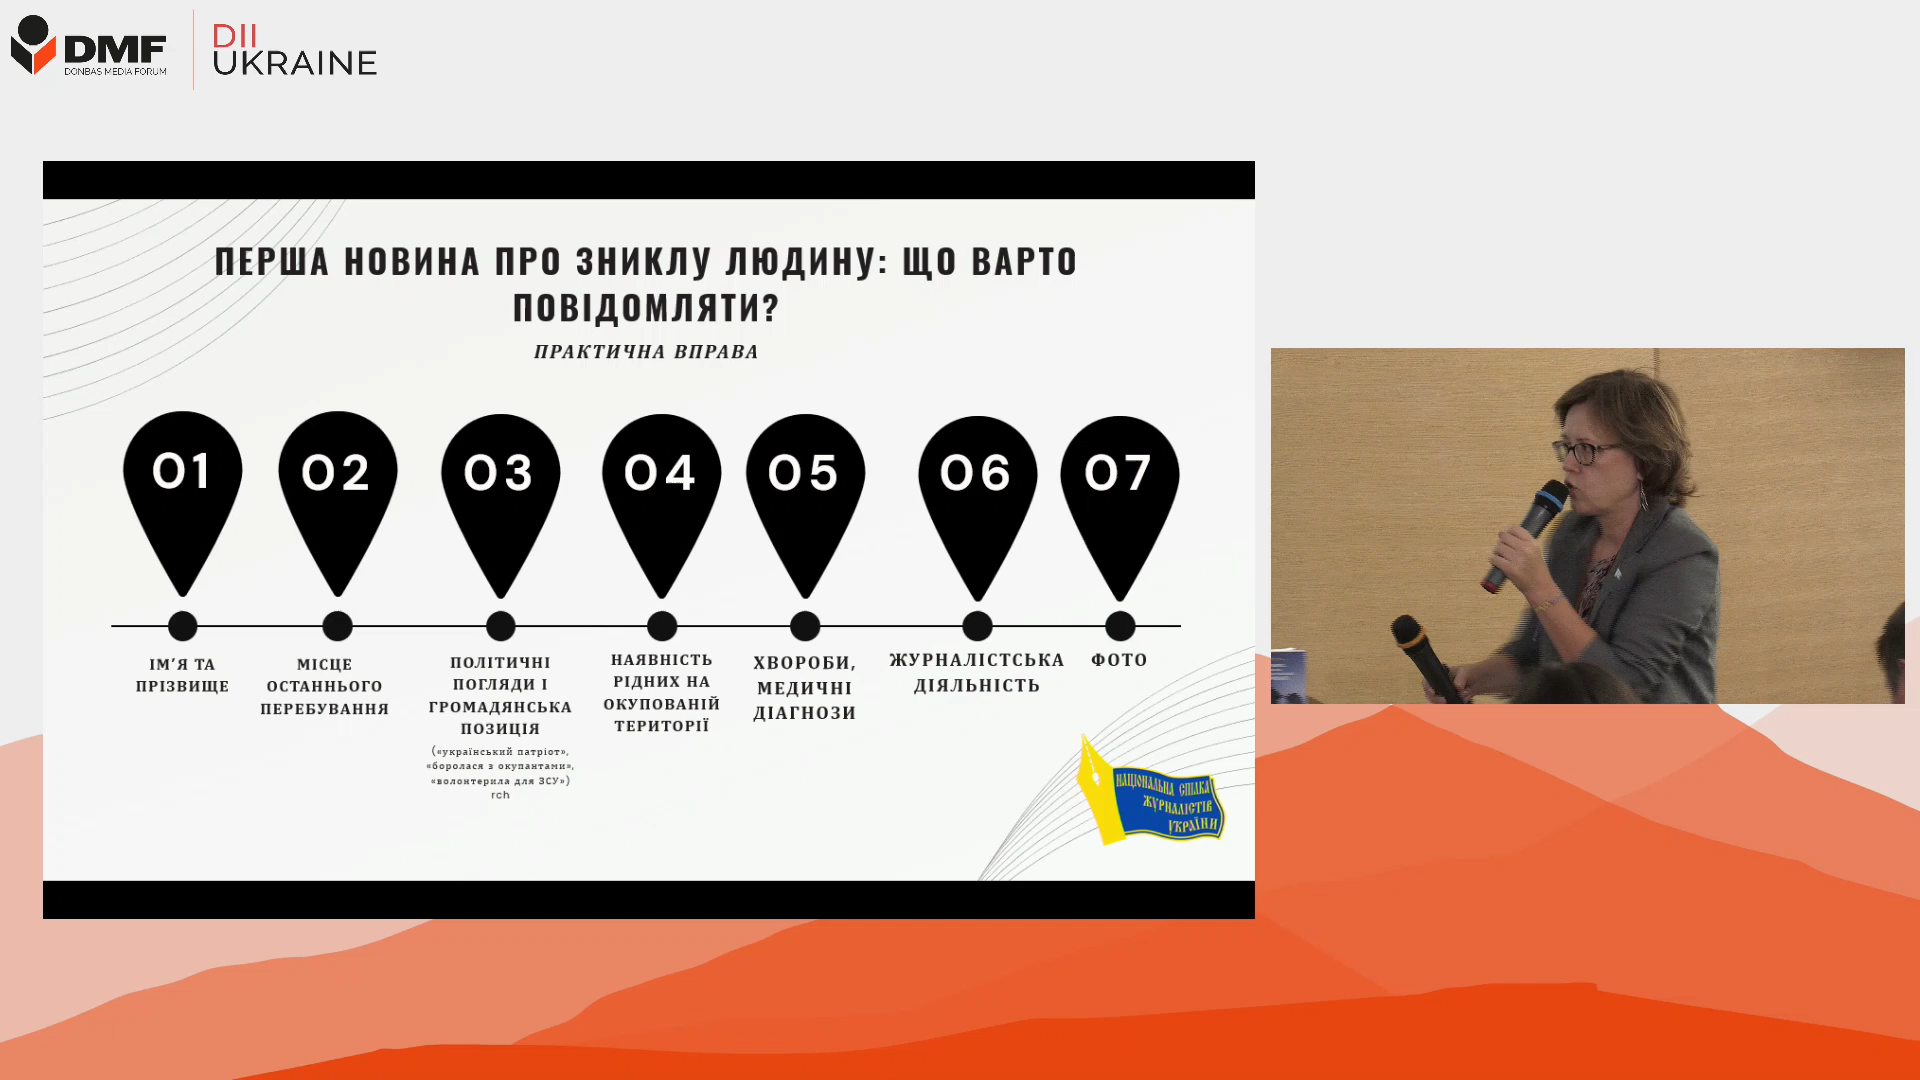 DMF
DONBAS MEDIA FORUM
DII
UKRAINE
ПЕРША НОВИНА ПРО ЗНИКЛУ ЛЮДИНУ: ЩО ВАРТО
ПОВІДОМЛЯТИ?
ПРАКТИЧНА ВПРАВА
01
02
03
04
05
06
07
ІМ’Я ТА
ПРІЗВИЩЕ
МІСЦЕ
ОСТАННЬОГО
ПЕРЕБУВАННЯ
ПОЛІТИЧНІ
ПОГЛЯДИ І
ГРОМАДЯНСЬКА
ПОЗИЦІЯ
(«український патріот»,
«боролася з окупантами»,
«волонтерила для ЗСУ»)
rch
НАЯВНІСТЬ
РІДНИХ НА
ОКУПОВАНІЙ
ТЕРИТОРІЇ
ХВОРОБИ,
МЕДИЧНІ
ДІАГНОЗИ
ЖУРНАЛІСТСЬКА
ДІЯЛЬНІСТЬ
ФОТО
НАЦІОНАЛЬНА СПІЛКА
ЖУРНАЛІСТІВ
УКРАЇНИ